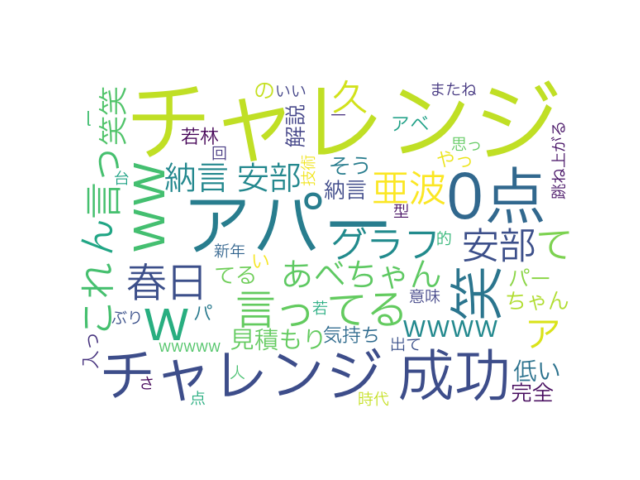 チャレンジ
の いい 久 またね
笑笑
ー
若林 解説 ー アベ 思っ
回 技術 やっ 跳ね上がる
納言 安部 そう 納言 亜波 0点
台 型
これん言っ
ww アパー グラフ 的 安部 て
新年 い
春日 てる あべちゃん 笑 パー
意味 ちゃん
w パ 言っ 若 てる wwww ア
ぶり 見積もり 気持ち
入っ wwwww 出て
チャレンジ 成功 低い
さ 人 完全
点 時代